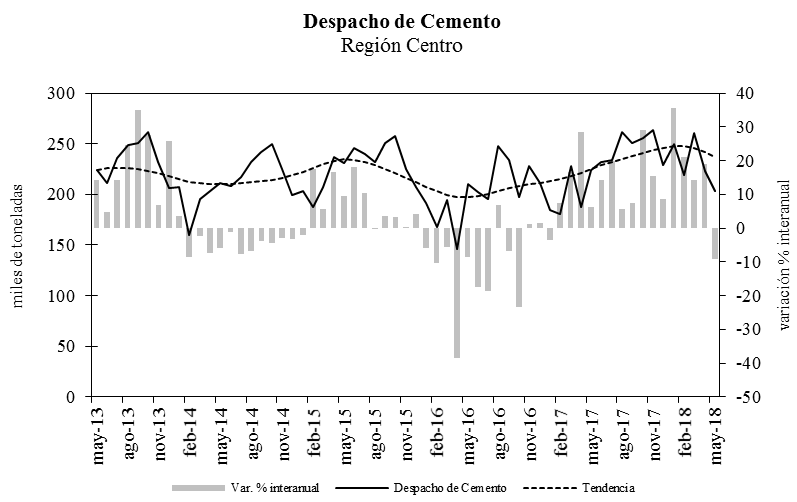 Despacho de Cemento
Región Centro
miles de toneladas
300
250
200
150
100
50
0
40
30
20
10
0
-10
-20
-30
-40
-50
variación % interanual
may-13
ago-13
nov-13
feb-14
may-14
ago-14
nov-14
feb-15
may-15
ago-15
nov-15
feb-16
may-16
ago-16
nov-16
feb-17
may-17
ago-17
nov-17
feb-18
may-18
Var. % interanual
Despacho de Cemento
Tendencia